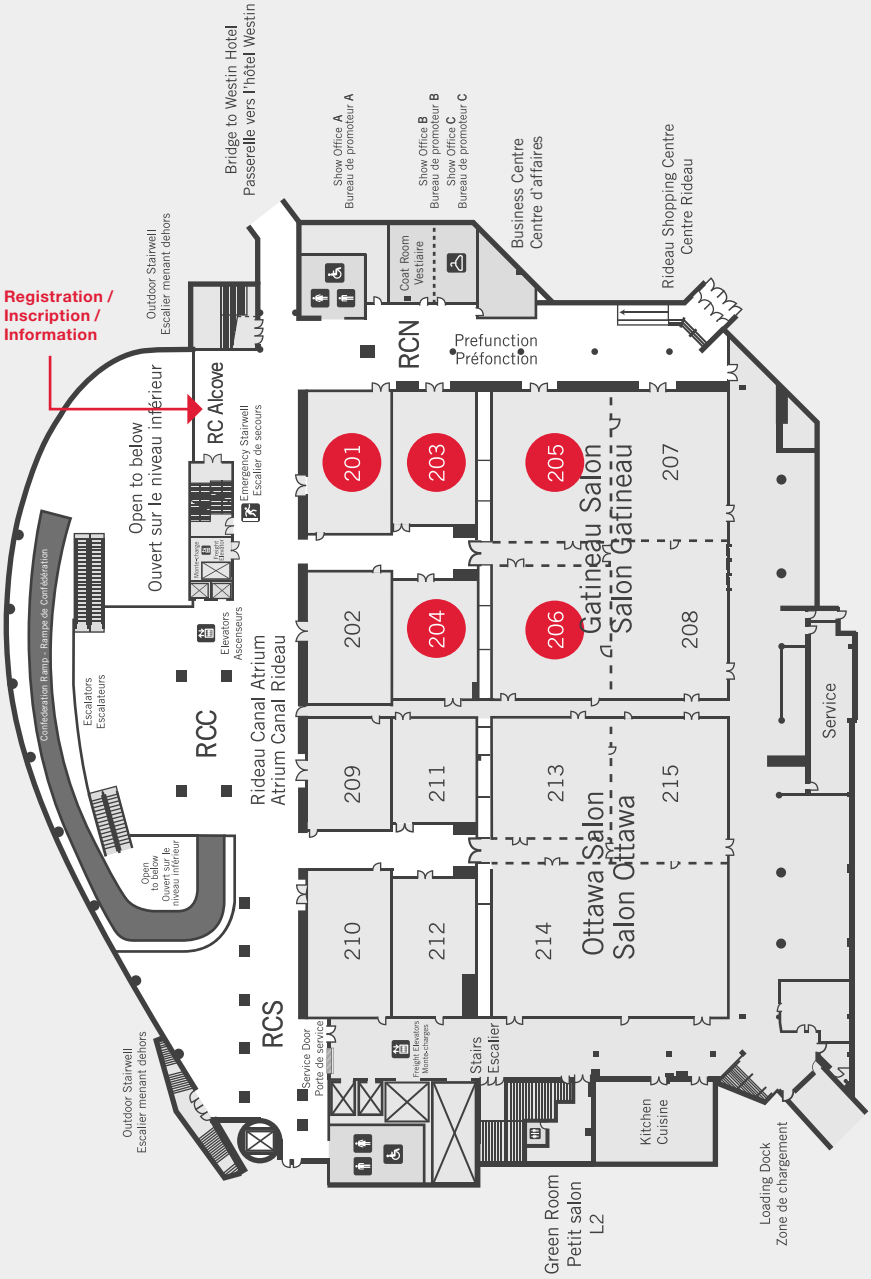 Registration /
Inscription /
Information
Outdoor Stairwell
Escalier menant dehors
Bridge to Westin Hotel
Passerelle vers l'hôtel Westin
Show Office A
Bureau de promoteur A
Show Office B
Bureau de promoteur B
Show Office C
Bureau de promoteur C
Business Centre
Centre d'affaires
Rideau Shopping Centre
Centre Rideau
Coat Room
Vestiaire
RCN
Prefunction
Préfonction
RC Alcove
Open to below
Ouvert sur le niveau inférieur
Emergency Stairwell
Escalier de secours
Monte-charge
Freight
Elevator
Elevators
Ascenseurs
Confederation Ramp - Rampe de Confédération
Escalators
Escalateurs
RCC
Rideau Canal Atrium
Atrium Canal Rideau
201
203
205
207
202
204
206
208
Gatineau Salon
Salon Gatineau
209
211
213
215
210
212
214
Ottawa Salon
Salon Ottawa
Service
Open
to below
Ouvert sur le
niveau inférieur
RCS
Service Door
Porte de service
Freight Elevators
Monte-charges
Stairs
Escalier
Outdoor Stairwell
Escalier menant dehors
Kitchen
Cuisine
Green Room
Petit salon
L2
Loading Dock
Zone de chargement